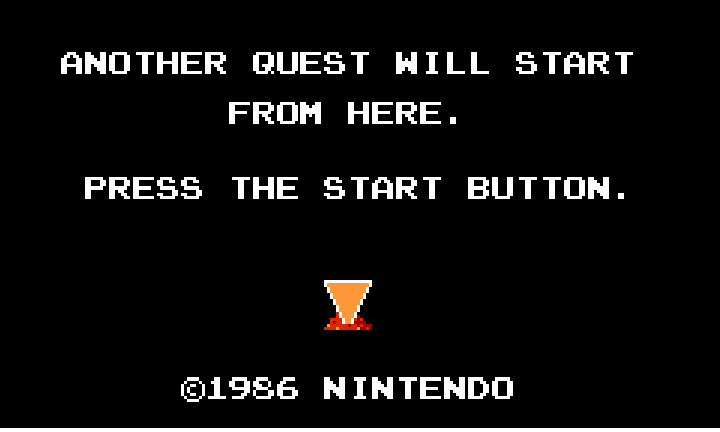 ANOTHER QUEST WILL START
FROM HERE.
PRESS THE START BUTTON.
©1986 NINTENDO